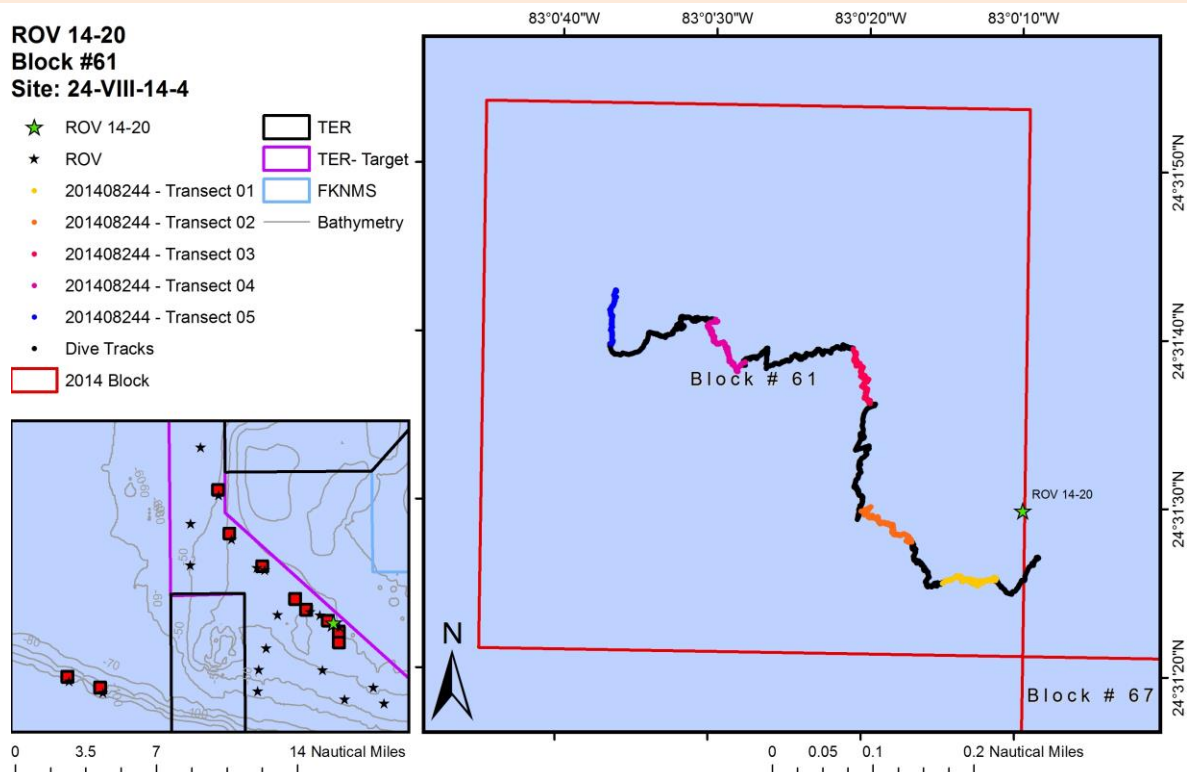 ROV 14-20
Block #61
Site: 24-VIII-14-4
ROV 14-20
ROV
201408244 - Transect 01
201408244 - Transect 02
201408244 - Transect 03
201408244 - Transect 04
201408244 - Transect 05
Dive Tracks
2014 Block
TER
TER- Target
FKNMS
Bathymetry
83°0'40"W 83°0'30"W 83°0'20"W 83°0'10"W
24°31'50"N
24°31'40"N
24°31'30"N
24°31'20"N
Block # 61
ROV 14-20
Block # 67
N
-50
-60
-50
-80
-70
-100
0 3.5 7 14 Nautical Miles
0 0.05 0.1 0.2 Nautical Miles